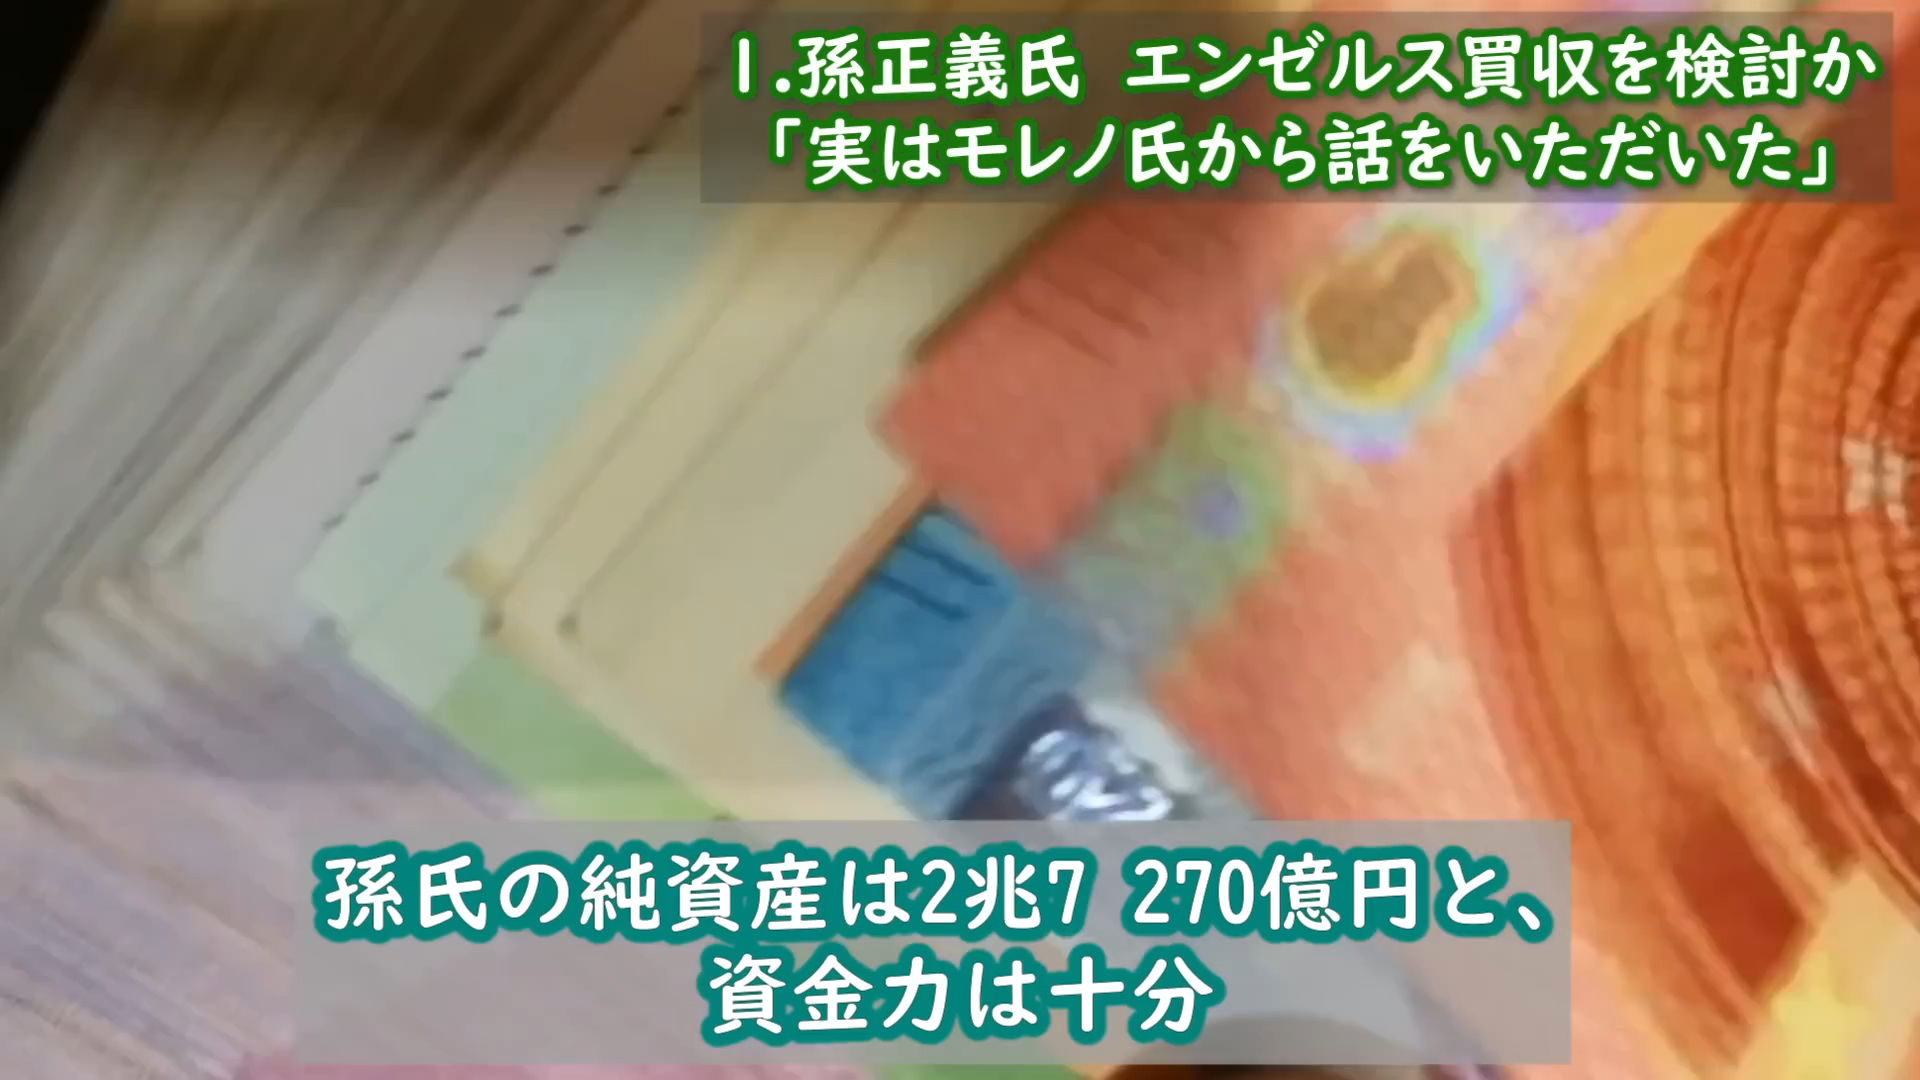 1.孫正義氏 エンゼルス買収を検討か
「実はモレノ氏から話をいただいた」
孫氏の純資産は2兆7 270億円と、
資金力は十分